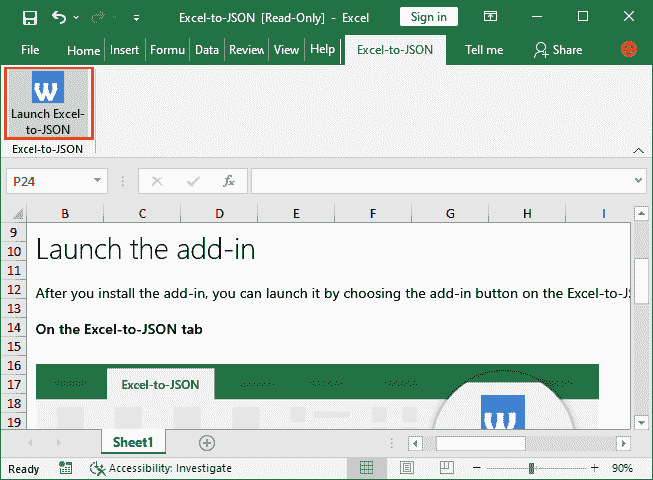 Excel-to-JSON [Read-Only] - Excel
Sign in
File Home Insert Formu Data Review View Help Excel-to-JSON Tell me Share
W
Launch Excel-
to-JSON
Excel-to-JSON
P24
fx
B C D E F G H I
9
10
Launch the add-in
11
12
After you install the add-in, you can launch it by choosing the add-in button on the Excel-to-JS
13
14
On the Excel-to-JSON tab
15
16
17
Excel-to-JSON
18
W
19
Sheet1
Ready
Accessibility: Investigate
90%